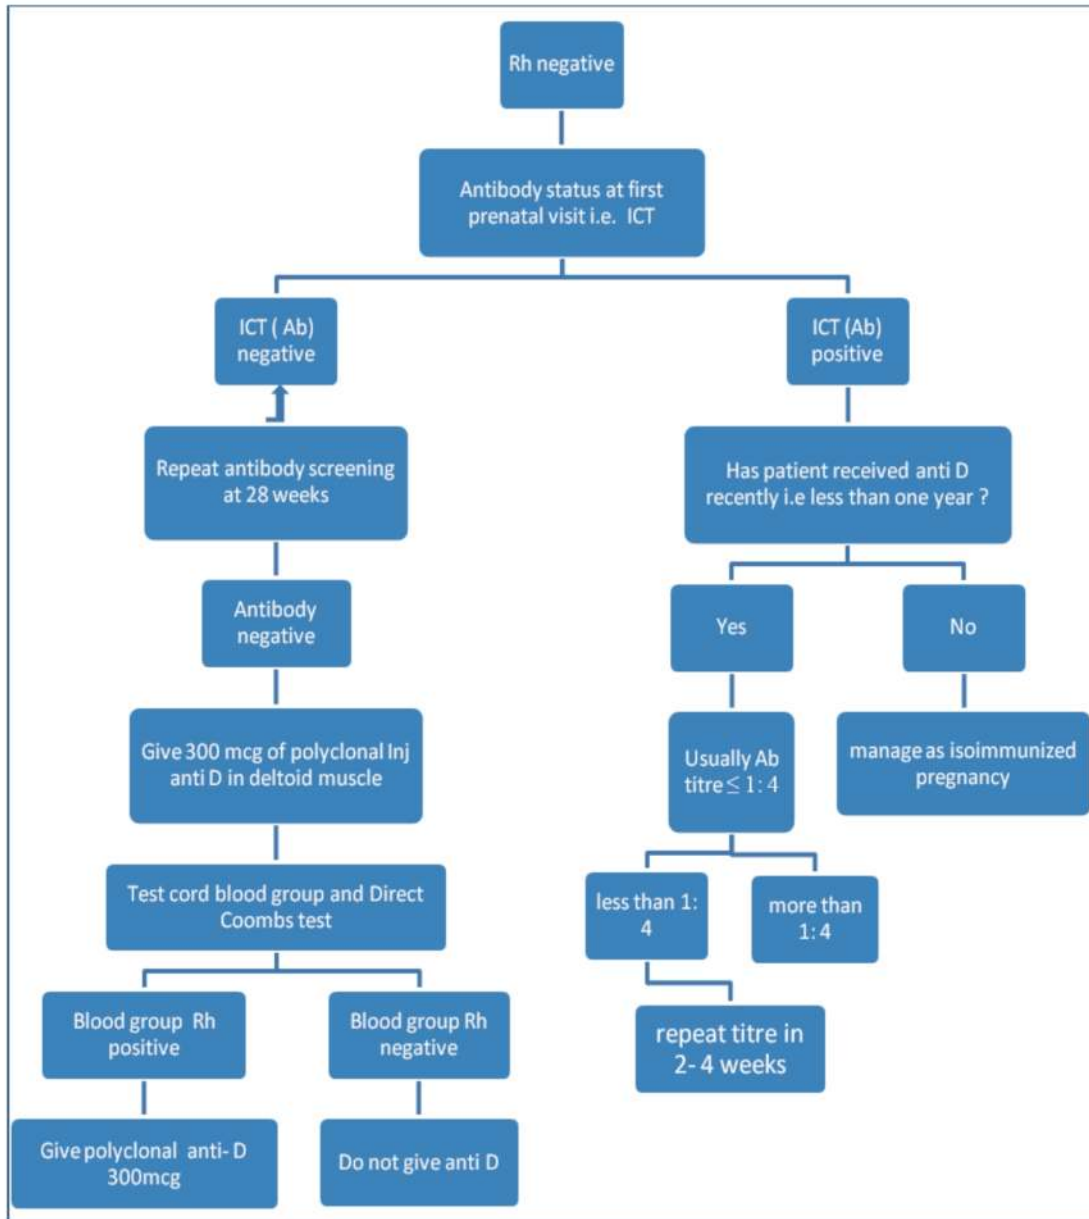 Rh negative
Antibody status at first
prenatal visit i.e. ICT
ICT ( Ab)
negative
ICT (Ab)
positive
Repeat antibody screening
at 28 weeks
Has patient received anti D
recently i.e less than one year ?
Antibody
negative
Yes
No
Give 300 mcg of polyclonal Inj
anti D in deltoid muscle
Usually Ab
titre ≤ 1: 4
manage as isoimmunized
pregnancy
Test cord blood group and Direct
Coombs test
less than 1:
4
more than
1: 4
Blood group Rh
positive
Blood group Rh
negative
repeat titre in
2- 4 weeks
Give polyclonal anti- D
300mcg
Do not give anti D